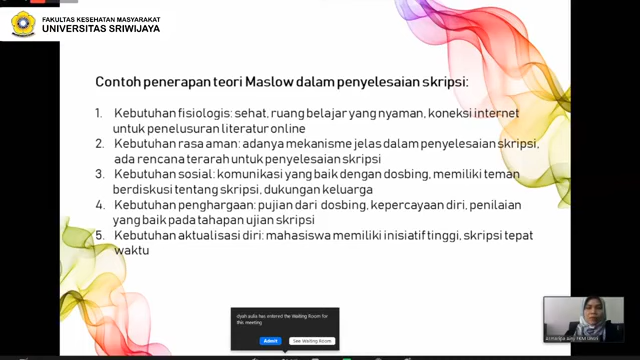 FAKULTAS KESEHATAN MASYARAKAT
UNIVERSITAS SRIWIJAYA
Contoh penerapan teori Maslow dalam penyelesaian skripsi:
1. Kebutuhan fisiologis: sehat, ruang belajar yang nyaman, koneksi internet
untuk penelusuran literatur online
2. Kebutuhan rasa aman: adanya mekanisme jelas dalam penyelesaian skripsi,
ada rencana terarah untuk penyelesaian skripsi
3. Kebutuhan sosial: komunikasi yang baik dengan dosbing, memiliki teman
berdiskusi tentang skripsi, dukungan keluarga
4. Kebutuhan penghargaan: pujian dari dosbing, kepercayaan diri, penilaian
yang baik pada tahapan ujian skripsi
5. Kebutuhan aktualisasi diri: mahasiswa memiliki inisiatif tinggi, skripsi tepat
waktu
dyah aulia has entered the Waiting Room for
this meeting
Admit
See Waiting Room